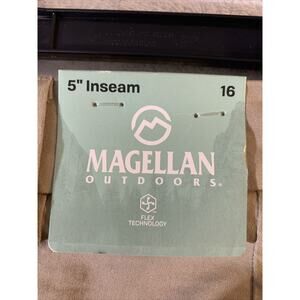 5" Inseam 16
MAGELLAN
OUTDOORS®
FLEX
TECHNOLOGY